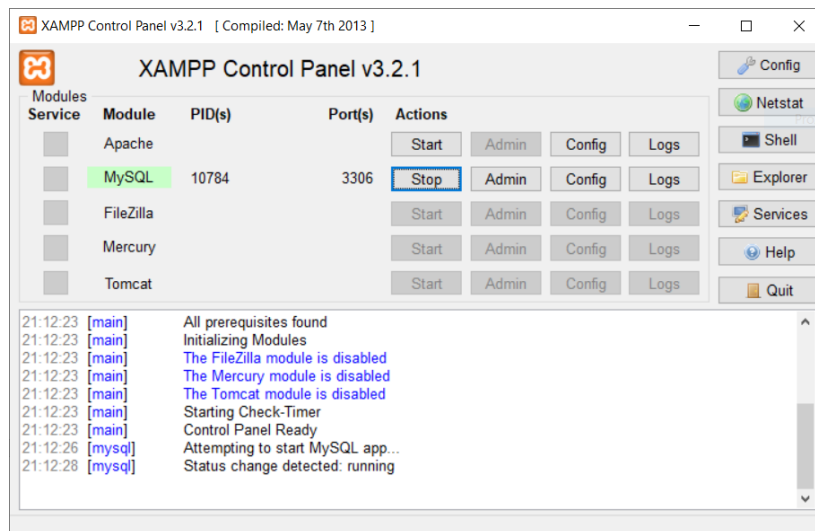 XAMPP Control Panel v3.2.1 [ Compiled: May 7th 2013 ]
XAMPP Control Panel v3.2.1
Config
Modules
Service Module PID(s) Port(s) Actions
Netstat
Apache Start Admin Config Logs
Shell
MySQL 10784 3306 Stop Admin Config Logs
Explorer
FileZilla Start Admin Config Logs
Services
Mercury Start Admin Config Logs
Help
Tomcat Start Admin Config Logs
Quit
21:12:23 [main] All prerequisites found
21:12:23 [main] Initializing Modules
21:12:23 [main] The FileZilla module is disabled
21:12:23 [main] The Mercury module is disabled
21:12:23 [main] The Tomcat module is disabled
21:12:23 [main] Starting Check-Timer
21:12:23 [main] Control Panel Ready
21:12:26 [mysql] Attempting to start MySQL app...
21:12:28 [mysql] Status change detected: running